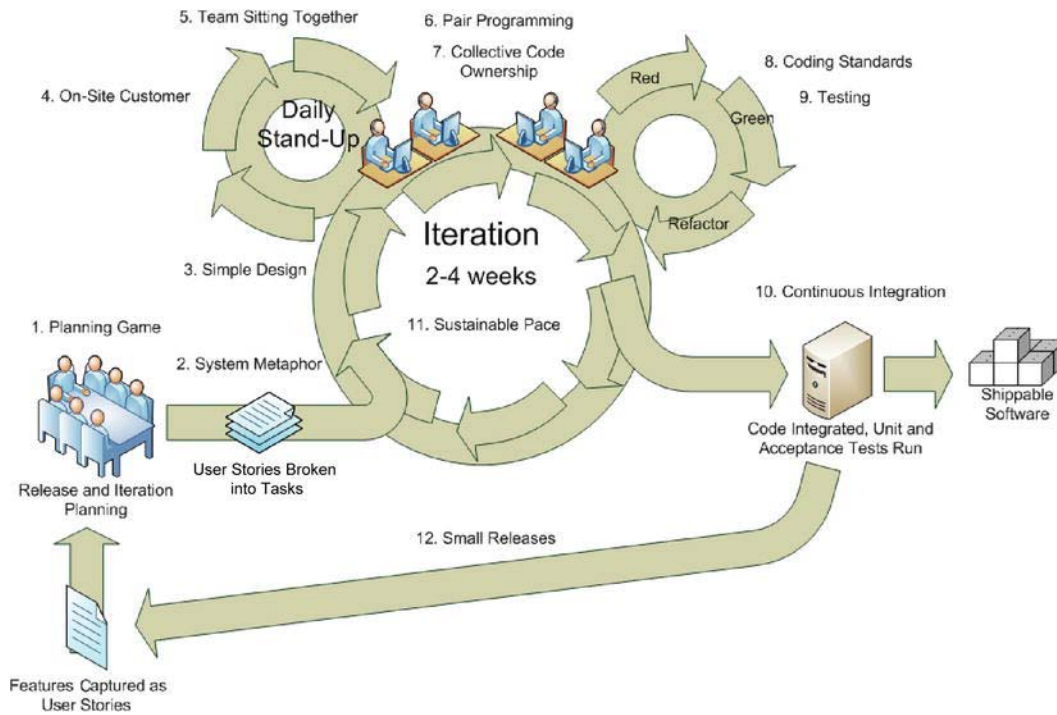 5. Team Sitting Together
6. Pair Programming
7. Collective Code
Ownership
4. On-Site Customer
Daily
Stand-Up
Red
Green
Refactor
8. Coding Standards
9. Testing
Iteration
2-4 weeks
3. Simple Design
11. Sustainable Pace
10. Continuous Integration
1. Planning Game
2. System Metaphor
Shippable
Software
Code Integrated, Unit and
Acceptance Tests Run
User Stories Broken
into Tasks
Release and Iteration
Planning
12. Small Releases
Features Captured as
User Stories